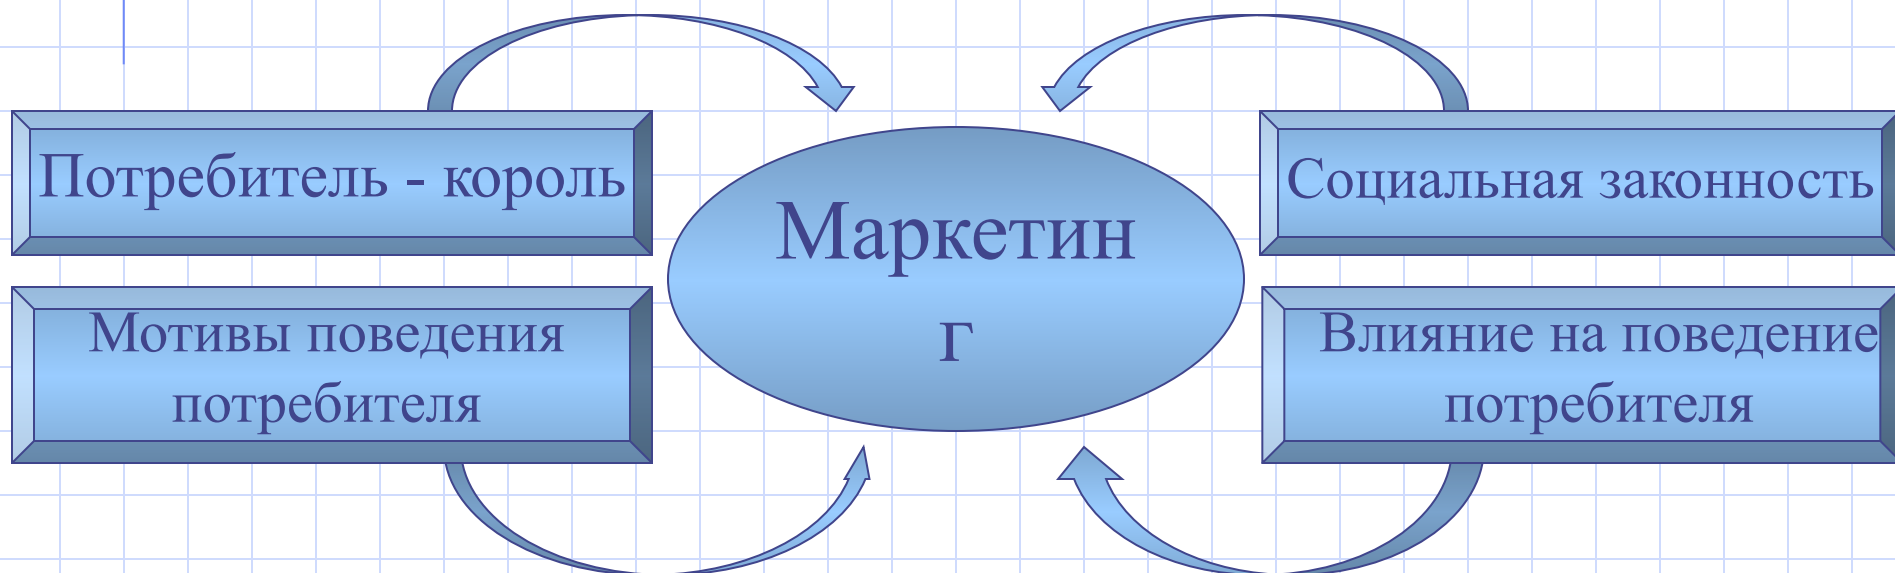 Потребитель - король
Социальная законность
Маркетин
г
Мотивы поведения
потребителя
Влияние на поведение
потребителя